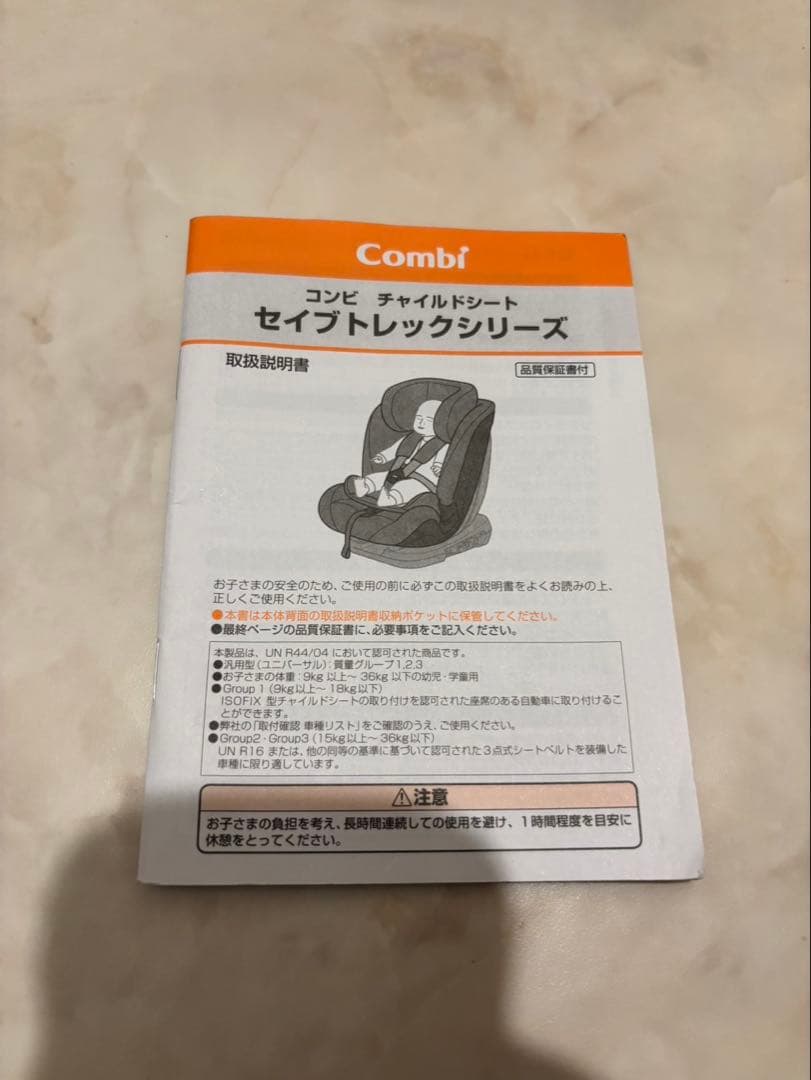 Combi
コンビ チャイルドシート
セイブトレックシリーズ
取扱説明書
品質保証書付
お子さまの安全のため、ご使用の前に必ずこの取扱説明書をよくお読みの上、
正しくご使用ください。
●本書は本体背面の取扱説明書収納ポケットに保管してください。
●最終ページの品質保証書に、必要事項をご記入ください。
本製品は、UN R44/04 において認可された商品です。
●汎用型(ユニバーサル):質量グループ1,2,3
●お子さまの体重:9kg 以上〜 36kg 以下の幼児・学童用
●Group 1 (9kg以上〜 18kg以下)
ISOFIX 型チャイルドシートの取り付けを認可された座席のある自動車に取り付けるこ
とができます。
●弊社の「取付確認 車種リスト」をご確認のうえ、ご使用ください。
●Group2・Group3 (15kg以上〜 36kg以下)
UN R16 または、他の同等の基準に基づいて認可された3点式シートベルトを装備した
車種に限り適しています。
⚠注意
お子さまの負担を考え、長時間連続しての使用を避け、1時間程度を目安に
休憩をとってください。